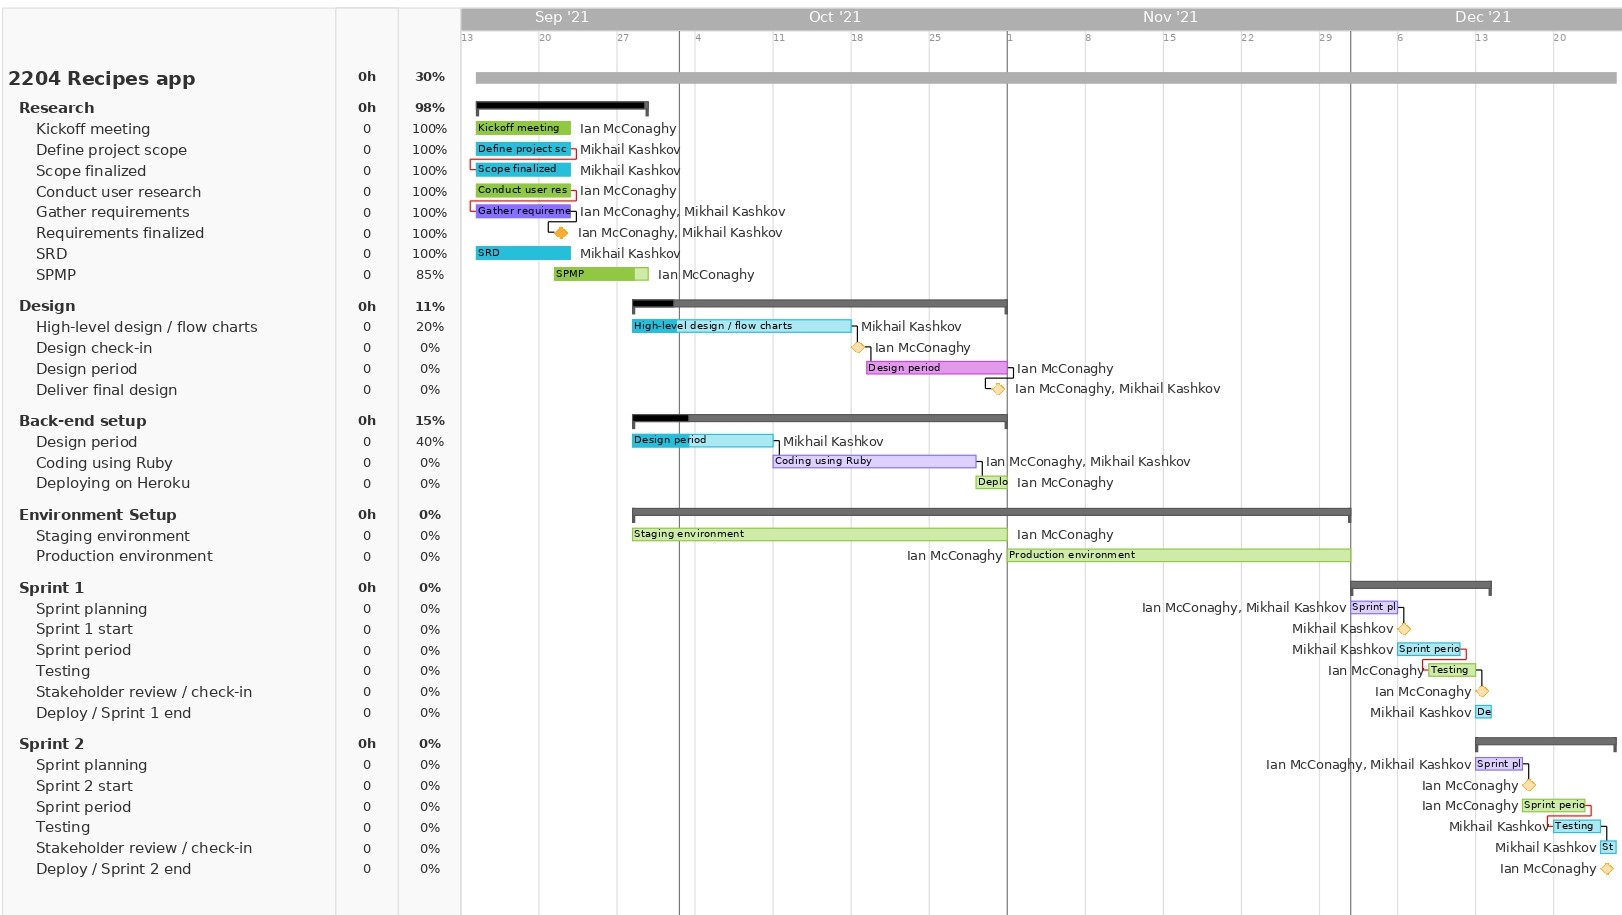 Sep '21 Oct '21 Nov '21 Dec '21
13 20 27 4 11 18 25 1 8 15 22 29 6 13 20
2204 Recipes app 0h 30%
Research 0h 98%
Kickoff meeting 0 100% Kickoff meeting Ian McConaghy
Define project scope 0 100% Define project sc Mikhail Kashkov
Scope finalized 0 100% Scope finalized Mikhail Kashkov
Conduct user research 0 100% Conduct user res Ian McConaghy
Gather requirements 0 100% Gather requireme Ian McConaghy, Mikhail Kashkov
Requirements finalized 0 100% Ian McConaghy, Mikhail Kashkov
SRD 0 100% SRD Mikhail Kashkov
SPMP 0 85% SPMP Ian McConaghy
Design 0h 11%
High-level design / flow charts 0 20% High-level design / flow charts Mikhail Kashkov
Design check-in 0 0% Ian McConaghy
Design period 0 0% Design period Ian McConaghy
Deliver final design 0 0% Ian McConaghy, Mikhail Kashkov
Back-end setup 0h 15%
Design period 0 40% Design period Mikhail Kashkov
Coding using Ruby 0 0% Coding using Ruby Ian McConaghy, Mikhail Kashkov
Deploying on Heroku 0 0% Deplo Ian McConaghy
Environment Setup 0h 0%
Staging environment 0 0% Staging environment Ian McConaghy
Production environment 0 0% Ian McConaghy Production environment
Sprint 1 0h 0%
Sprint planning 0 0% Ian McConaghy, Mikhail Kashkov Sprint pl
Sprint 1 start 0 0% Mikhail Kashkov
Sprint period 0 0% Mikhail Kashkov Sprint perio
Testing 0 0% Ian McConaghy Testing
Stakeholder review / check-in 0 0% Ian McConaghy
Deploy / Sprint 1 end 0 0% Mikhail Kashkov De
Sprint 2 0h 0%
Sprint planning 0 0% Ian McConaghy, Mikhail Kashkov Sprint pl
Sprint 2 start 0 0% Ian McConaghy
Sprint period 0 0% Ian McConaghy Sprint perio
Testing 0 0% Mikhail Kashkov Testing
Stakeholder review / check-in 0 0% Mikhail Kashkov St
Deploy / Sprint 2 end 0 0% Ian McConaghy